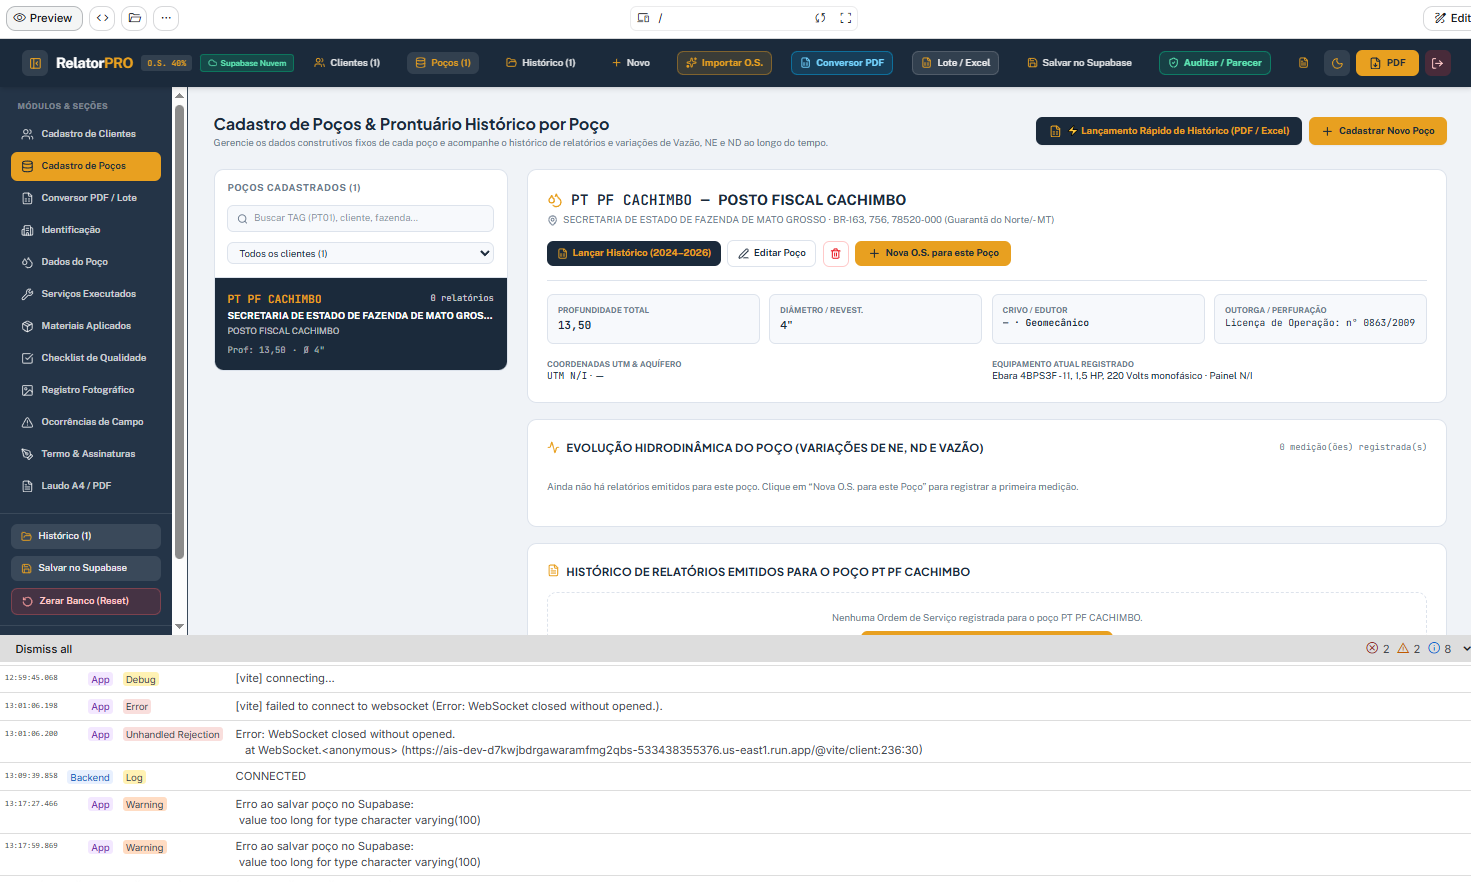 Preview
/
Edit
RelatorPRO
O.S. 40%
Supabase Nuvem
Clientes (1)
Poços (1)
Histórico (1)
+ Novo
Importar O.S.
Conversor PDF
Lote / Excel
Salvar no Supabase
Auditar / Parecer
PDF
MÓDULOS & SEÇÕES
Cadastro de Clientes
Cadastro de Poços
Conversor PDF / Lote
Identificação
Dados do Poço
Serviços Executados
Materiais Aplicados
Checklist de Qualidade
Registro Fotográfico
Ocorrências de Campo
Termo & Assinaturas
Laudo A4 / PDF
Histórico (1)
Salvar no Supabase
Zerar Banco (Reset)
Cadastro de Poços & Prontuário Histórico por Poço
Gerencie os dados construtivos fixos de cada poço e acompanhe o histórico de relatórios e variações de Vazão, NE e ND ao longo do tempo.
Lançamento Rápido de Histórico (PDF / Excel)
+ Cadastrar Novo Poço
POÇOS CADASTRADOS (1)
Buscar TAG (PT01), cliente, fazenda...
Todos os clientes (1)
PT PF CACHIMBO
0 relatórios
SECRETARIA DE ESTADO DE FAZENDA DE MATO GROS...
POSTO FISCAL CACHIMBO
Prof: 13,50 · Ø 4"
PT PF CACHIMBO — POSTO FISCAL CACHIMBO
SECRETARIA DE ESTADO DE FAZENDA DE MATO GROSSO · BR-163, 756, 78520-000 (Guarantã do Norte/-MT)
Lançar Histórico (2024–2026)
Editar Poço
+ Nova O.S. para este Poço
PROFUNDIDADE TOTAL
13,50
DIÂMETRO / REVEST.
4"
CRIVO / EDUTOR
— · Geomecânico
OUTORGA / PERFURAÇÃO
Licença de Operação: n° 0863/2009
COORDENADAS UTM & AQUÍFERO
UTM N/I · —
EQUIPAMENTO ATUAL REGISTRADO
Ebara 4BPS3F-11, 1,5 HP, 220 Volts monofásico · Painel N/I
EVOLUÇÃO HIDRODINÂMICA DO POÇO (VARIAÇÕES DE NE, ND E VAZÃO)
0 medição(ões) registrada(s)
Ainda não há relatórios emitidos para este poço. Clique em “Nova O.S. para este Poço” para registrar a primeira medição.
HISTÓRICO DE RELATÓRIOS EMITIDOS PARA O POÇO PT PF CACHIMBO
Nenhuma Ordem de Serviço registrada para o poço PT PF CACHIMBO.
Dismiss all
2
2
8
12:59:45.068 App Debug [vite] connecting...
13:01:06.198 App Error [vite] failed to connect to websocket (Error: WebSocket closed without opened.).
13:01:06.200 App Unhandled Rejection Error: WebSocket closed without opened.
at WebSocket.<anonymous> (https://ais-dev-d7kwjbdrgawaramfmg2qbs-533438355376.us-east1.run.app/@vite/client:236:30)
13:09:39.858 Backend Log CONNECTED
13:17:27.466 App Warning Erro ao salvar poço no Supabase:
value too long for type character varying(100)
13:17:59.869 App Warning Erro ao salvar poço no Supabase:
value too long for type character varying(100)